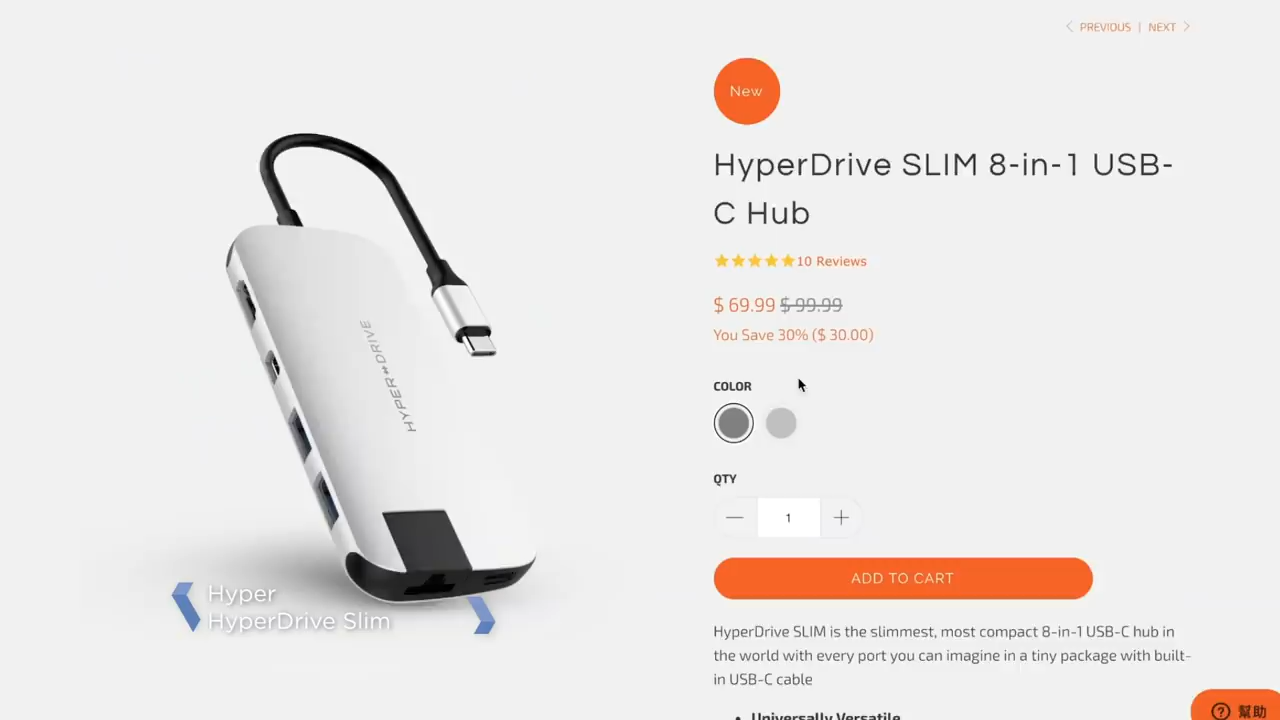 PREVIOUS | NEXT
New
HyperDrive SLIM 8-in-1 USB-
C Hub
10 Reviews
$ 69.99 $ 99.99
You Save 30% ($ 30.00)
COLOR
QTY
1
ADD TO CART
HyperDrive SLIM is the slimmest, most compact 8-in-1 USB-C hub in
the world with every port you can imagine in a tiny package with built-
in USB-C cable
Universally Versatile
幫助
HYPER DRIVE
Hyper
HyperDrive Slim